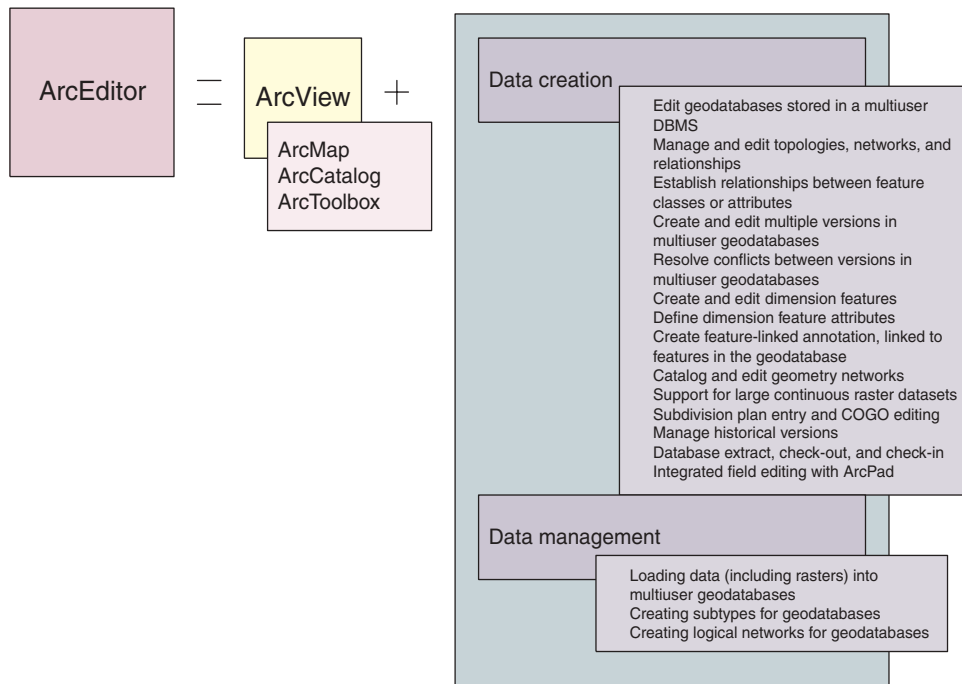 ArcEditor
=
ArcView
+
ArcMap
ArcCatalog
ArcToolbox
Data creation
Edit geodatabases stored in a multiuser
DBMS
Manage and edit topologies, networks, and
relationships
Establish relationships between feature
classes or attributes
Create and edit multiple versions in
multiuser geodatabases
Resolve conflicts between versions in
multiuser geodatabases
Create and edit dimension features
Define dimension feature attributes
Create feature-linked annotation, linked to
features in the geodatabase
Catalog and edit geometry networks
Support for large continuous raster datasets
Subdivision plan entry and COGO editing
Manage historical versions
Database extract, check-out, and check-in
Integrated field editing with ArcPad
Data management
Loading data (including rasters) into
multiuser geodatabases
Creating subtypes for geodatabases
Creating logical networks for geodatabases